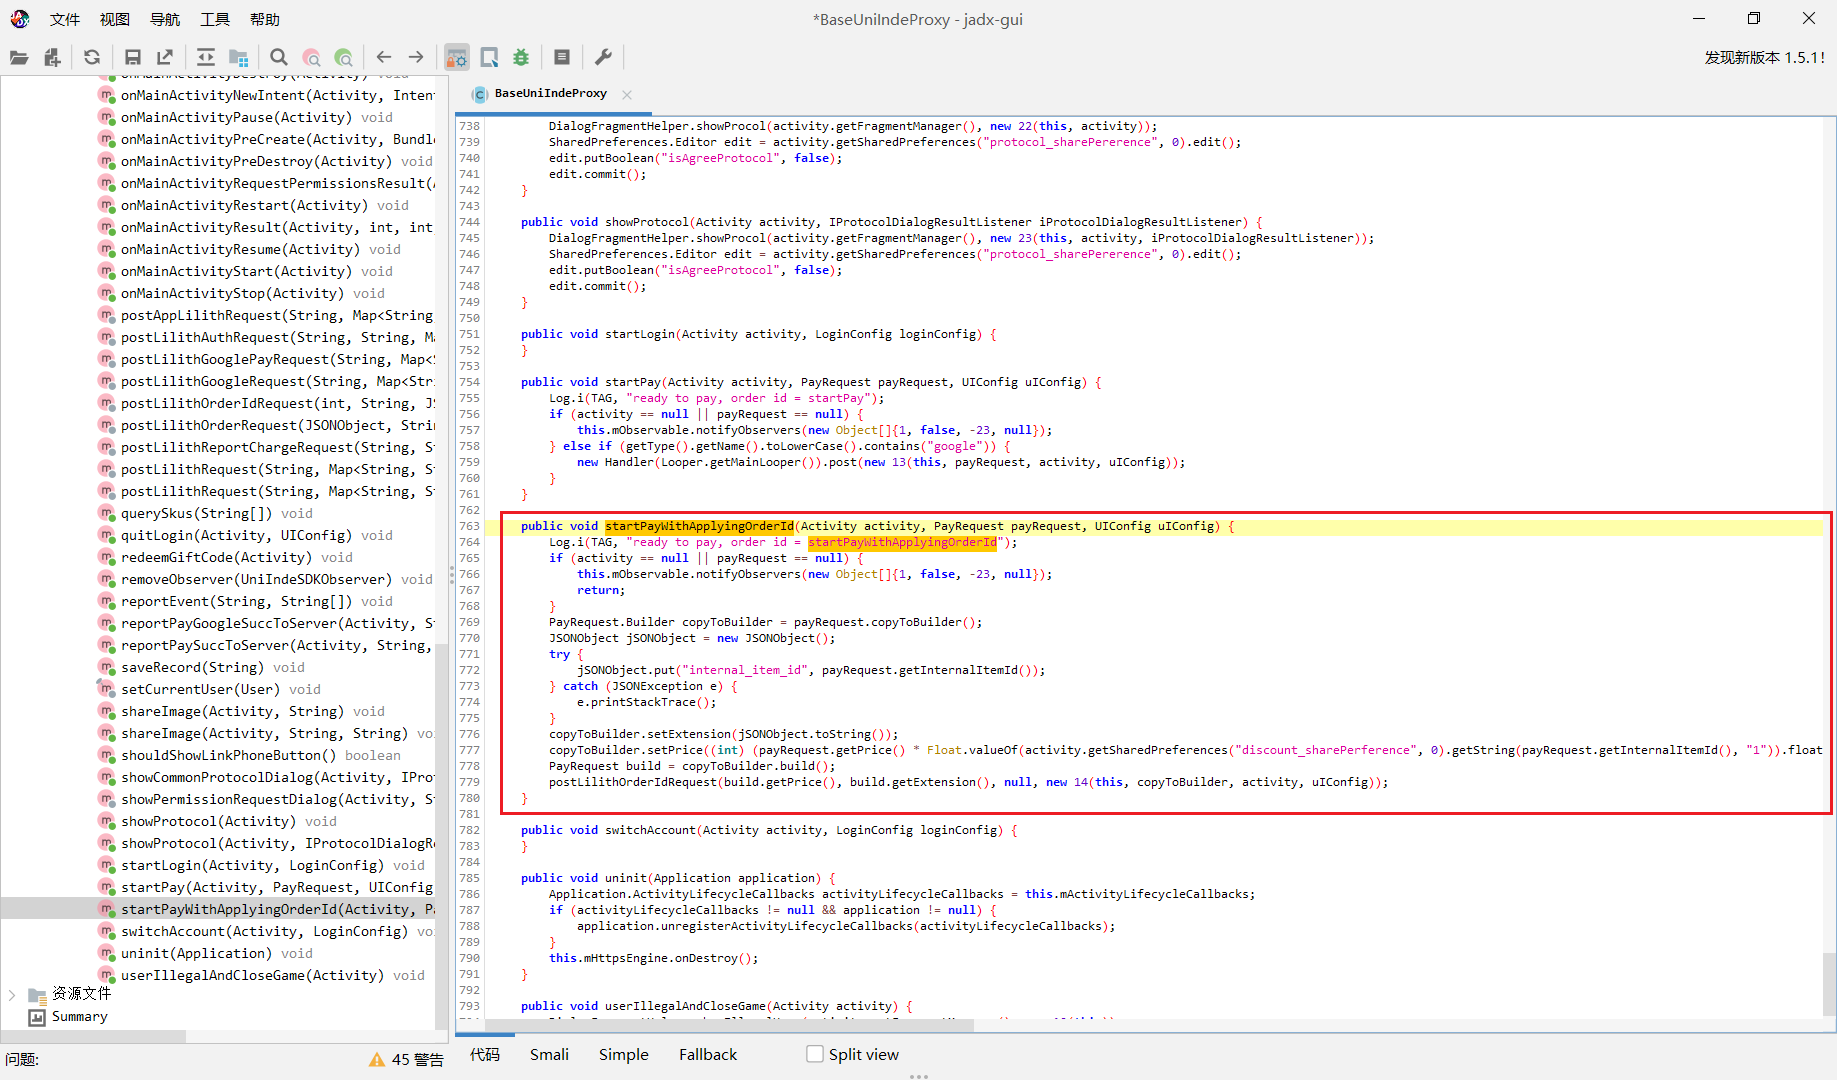 文件 视图 导航 工具 帮助
*BaseUniIndeProxy - jadx-gui
发现新版本 1.5.1!
onMainActivityDestroy(Activity) void
onMainActivityNewIntent(Activity, Inten
onMainActivityPause(Activity) void
onMainActivityPreCreate(Activity, Bundl
onMainActivityPreDestroy(Activity) void
onMainActivityRequestPermissionsResult(
onMainActivityRestart(Activity) void
onMainActivityResult(Activity, int, int
onMainActivityResume(Activity) void
onMainActivityStart(Activity) void
onMainActivityStop(Activity) void
postAppLilithRequest(String, Map<String
postLilithAuthRequest(String, String, M
postLilithGooglePayRequest(String, Map<
postLilithGoogleRequest(String, Map<Str
postLilithOrderIdRequest(int, String, J
postLilithOrderRequest(JSONObject, Stri
postLilithReportChargeRequest(String, S
postLilithRequest(String, Map<String, S
postLilithRequest(String, Map<String, S
querySkus(String[]) void
quitLogin(Activity, UIConfig) void
redeemGiftCode(Activity) void
removeObserver(UniIndeSDKObserver) void
reportEvent(String, String[]) void
reportPayGoogleSuccToServer(Activity, S
reportPaySuccToServer(Activity, String,
saveRecord(String) void
setCurrentUser(User) void
shareImage(Activity, String) void
shareImage(Activity, String, String) vo
shouldShowLinkPhoneButton() boolean
showCommonProtocolDialog(Activity, IPro
showPermissionRequestDialog(Activity, S
showProtocol(Activity) void
showProtocol(Activity, IProtocolDialogR
startLogin(Activity, LoginConfig) void
startPay(Activity, PayRequest, UIConfig
startPayWithApplyingOrderId(Activity, P
switchAccount(Activity, LoginConfig) vo
uninit(Application) void
userIllegalAndCloseGame(Activity) void
资源文件
Summary
问题:
45 警告
BaseUniIndeProxy
738 DialogFragmentHelper.showProcol(activity.getFragmentManager(), new 22(this, activity));
739 SharedPreferences.Editor edit = activity.getSharedPreferences("protocol_sharePererence", 0).edit();
740 edit.putBoolean("isAgreeProtocol", false);
741 edit.commit();
742 }
743
744 public void showProtocol(Activity activity, IProtocolDialogResultListener iProtocolDialogResultListener) {
745 DialogFragmentHelper.showProcol(activity.getFragmentManager(), new 23(this, activity, iProtocolDialogResultListener));
746 SharedPreferences.Editor edit = activity.getSharedPreferences("protocol_sharePererence", 0).edit();
747 edit.putBoolean("isAgreeProtocol", false);
748 edit.commit();
749 }
750
751 public void startLogin(Activity activity, LoginConfig loginConfig) {
752 }
753
754 public void startPay(Activity activity, PayRequest payRequest, UIConfig uIConfig) {
755 Log.i(TAG, "ready to pay, order id = startPay");
756 if (activity == null || payRequest == null) {
757 this.mObservable.notifyObservers(new Object[]{1, false, -23, null});
758 } else if (getType().getName().toLowerCase().contains("google")) {
759 new Handler(Looper.getMainLooper()).post(new 13(this, payRequest, activity, uIConfig));
760 }
761 }
762
763 public void startPayWithApplyingOrderId(Activity activity, PayRequest payRequest, UIConfig uIConfig) {
764 Log.i(TAG, "ready to pay, order id = startPayWithApplyingOrderId");
765 if (activity == null || payRequest == null) {
766 this.mObservable.notifyObservers(new Object[]{1, false, -23, null});
767 return;
768 }
769 PayRequest.Builder copyToBuilder = payRequest.copyToBuilder();
770 JSONObject jSONObject = new JSONObject();
771 try {
772 jSONObject.put("internal_item_id", payRequest.getInternalItemId());
773 } catch (JSONException e) {
774 e.printStackTrace();
775 }
776 copyToBuilder.setExtension(jSONObject.toString());
777 copyToBuilder.setPrice((int) (payRequest.getPrice() * Float.valueOf(activity.getSharedPreferences("discount_sharePerference", 0).getString(payRequest.getInternalItemId(), "1")).float
778 PayRequest build = copyToBuilder.build();
779 postLilithOrderIdRequest(build.getPrice(), build.getExtension(), null, new 14(this, copyToBuilder, activity, uIConfig));
780 }
781
782 public void switchAccount(Activity activity, LoginConfig loginConfig) {
783 }
784
785 public void uninit(Application application) {
786 Application.ActivityLifecycleCallbacks activityLifecycleCallbacks = this.mActivityLifecycleCallbacks;
787 if (activityLifecycleCallbacks != null && application != null) {
788 application.unregisterActivityLifecycleCallbacks(activityLifecycleCallbacks);
789 }
790 this.mHttpsEngine.onDestroy();
791 }
792
793 public void userIllegalAndCloseGame(Activity activity) {
代码 Smali Simple Fallback Split view